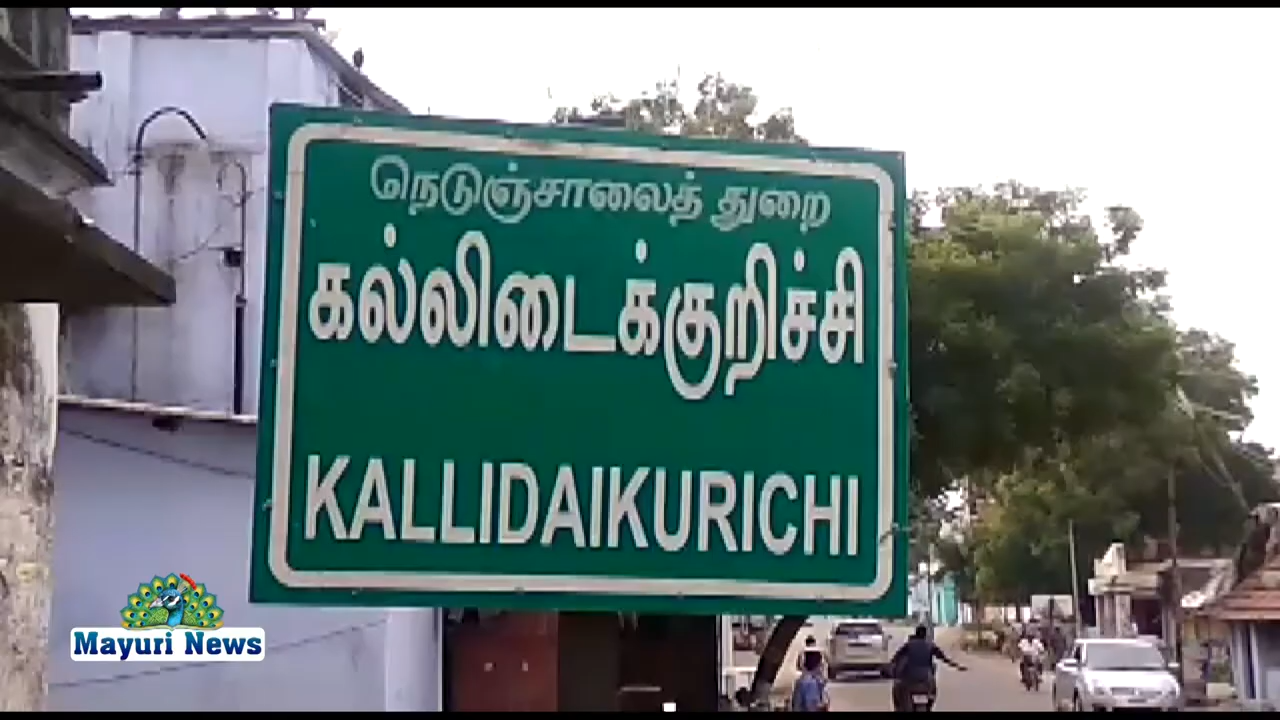 நெடுஞ்சாலைத் துறை
கல்லிடைக்குறிச்சி
KALLIDAIKURICHI
Mayuri News